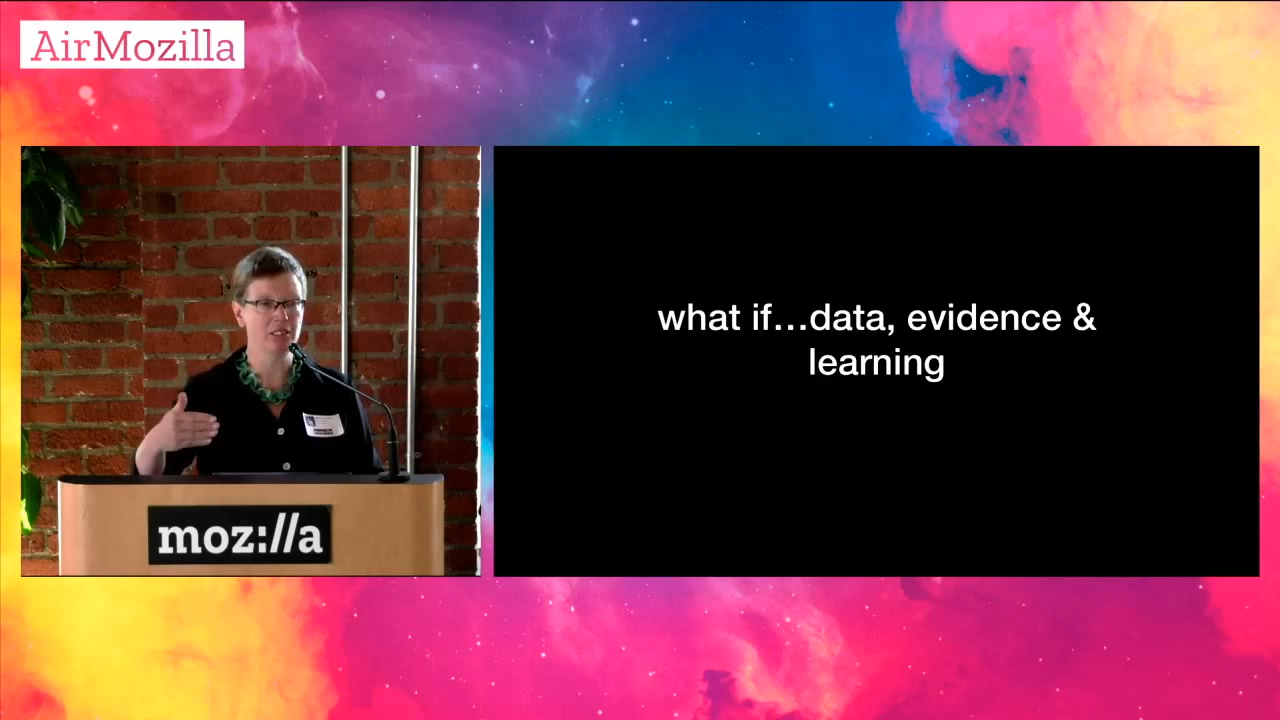 AirMozilla
what if...data, evidence &
learning
moz://a